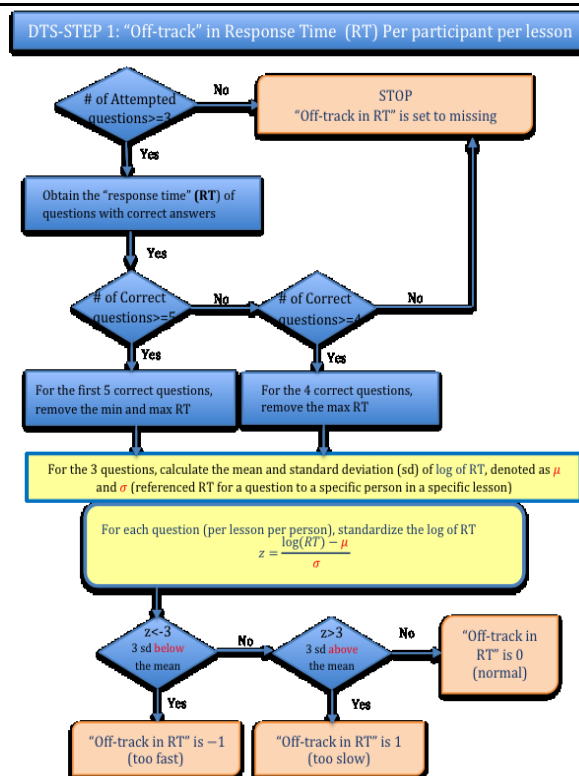 DTS-STEP 1: “Off-track” in Response Time (RT) Per participant per lesson
# of Attempted
questions>=3
No
STOP
“Off-track in RT” is set to missing
Yes
Obtain the “response time” (RT) of
questions with correct answers
Yes
# of Correct
questions>=5
No
# of Correct
questions>=4
No
Yes
Yes
For the first 5 correct questions,
remove the min and max RT
For the 4 correct questions,
remove the max RT
For the 3 questions, calculate the mean and standard deviation (sd) of log of RT, denoted as μ
and σ (referenced RT for a question to a specific person in a specific lesson)
For each question (per lesson per person), standardize the log of RT
z = (log(RT) − μ) / σ
z<-3
3 sd below
the mean
No
z>3
3 sd above
the mean
No
“Off-track in
RT” is 0
(normal)
Yes
Yes
“Off-track in RT” is −1
(too fast)
“Off-track in RT” is 1
(too slow)